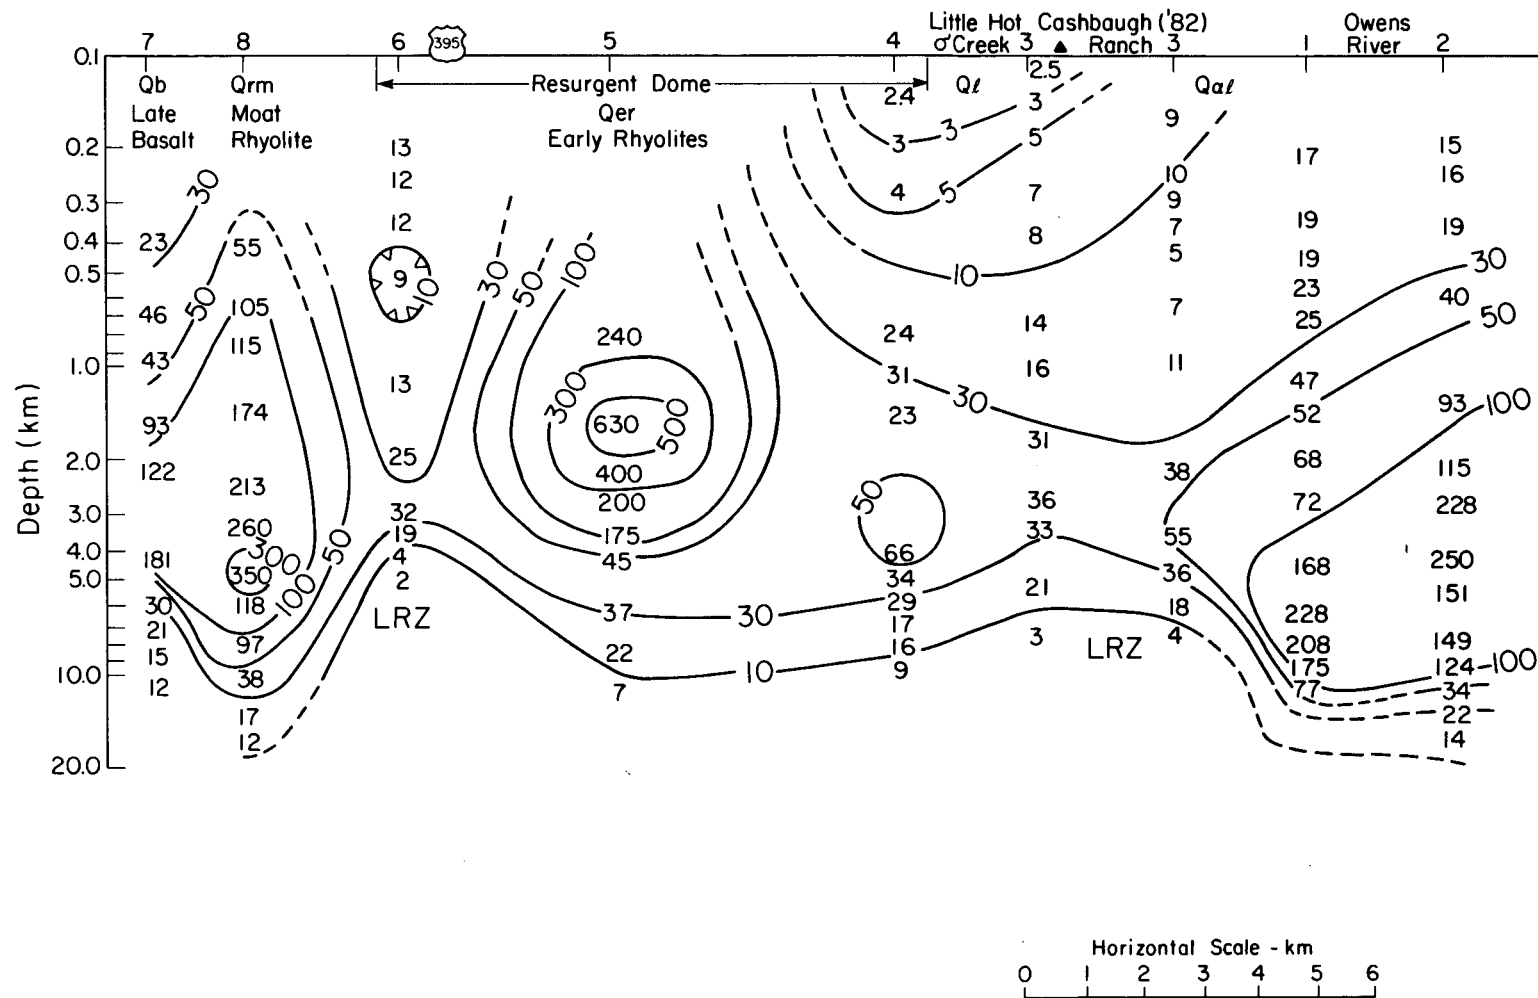 Little Hot Cashbaugh ('82)
Owens
7 8 6 395 5 4 ơ Creek 3 ▲ Ranch 3 1 River 2
0.1
2.5
Qb Qrm Resurgent Dome Qℓ Qaℓ
24 3
Late Moat Qer 9
Basalt Rhyolite Early Rhyolites
13 3 3 5 15
0.2
17
12 10 16
30 4 5 7 9
0.3
12 7 19 19
23 55 8 5
0.4
9 10 30 50 100 10 19 30
0.5
50 23 40
46 105 7 25 50
240 24 14
43 115 11
1.0
13 300 31 16 47
30
174 630 500 23 52 93 100
93
31
25
2.0
122 400 38 68 115
213 200 50 36 72 228
3.0
32
260 19 175 33 55
4.0
300 50 4 45 66 168 250
181
350 100 2 34 36
5.0
30 118 37 30 29 21 18 228 151
21 LRZ 17 3 4
97 LRZ 208 149
15 22 16
38 10 9 175 124 100
10.0
12 7 77 34
17 22
12 14
20.0
Depth (km)
Horizontal Scale - km
0 1 2 3 4 5 6